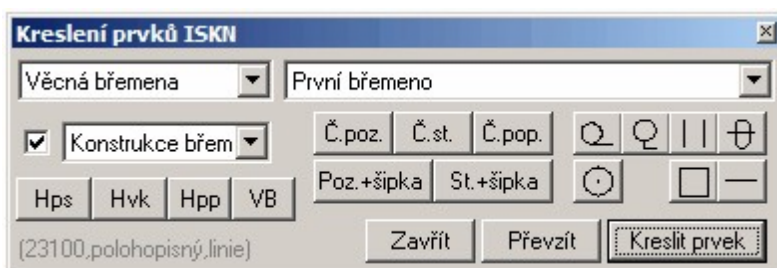 Kreslení prvků ISKN
Věcná břemena
První břemeno
Konstrukce břem
Č.poz.
Č.st.
Č.pop.
Poz.+šipka
St.+šipka
Hps
Hvk
Hpp
VB
(23100,polohopisný,linie)
Zavřít
Převzít
Kreslit prvek